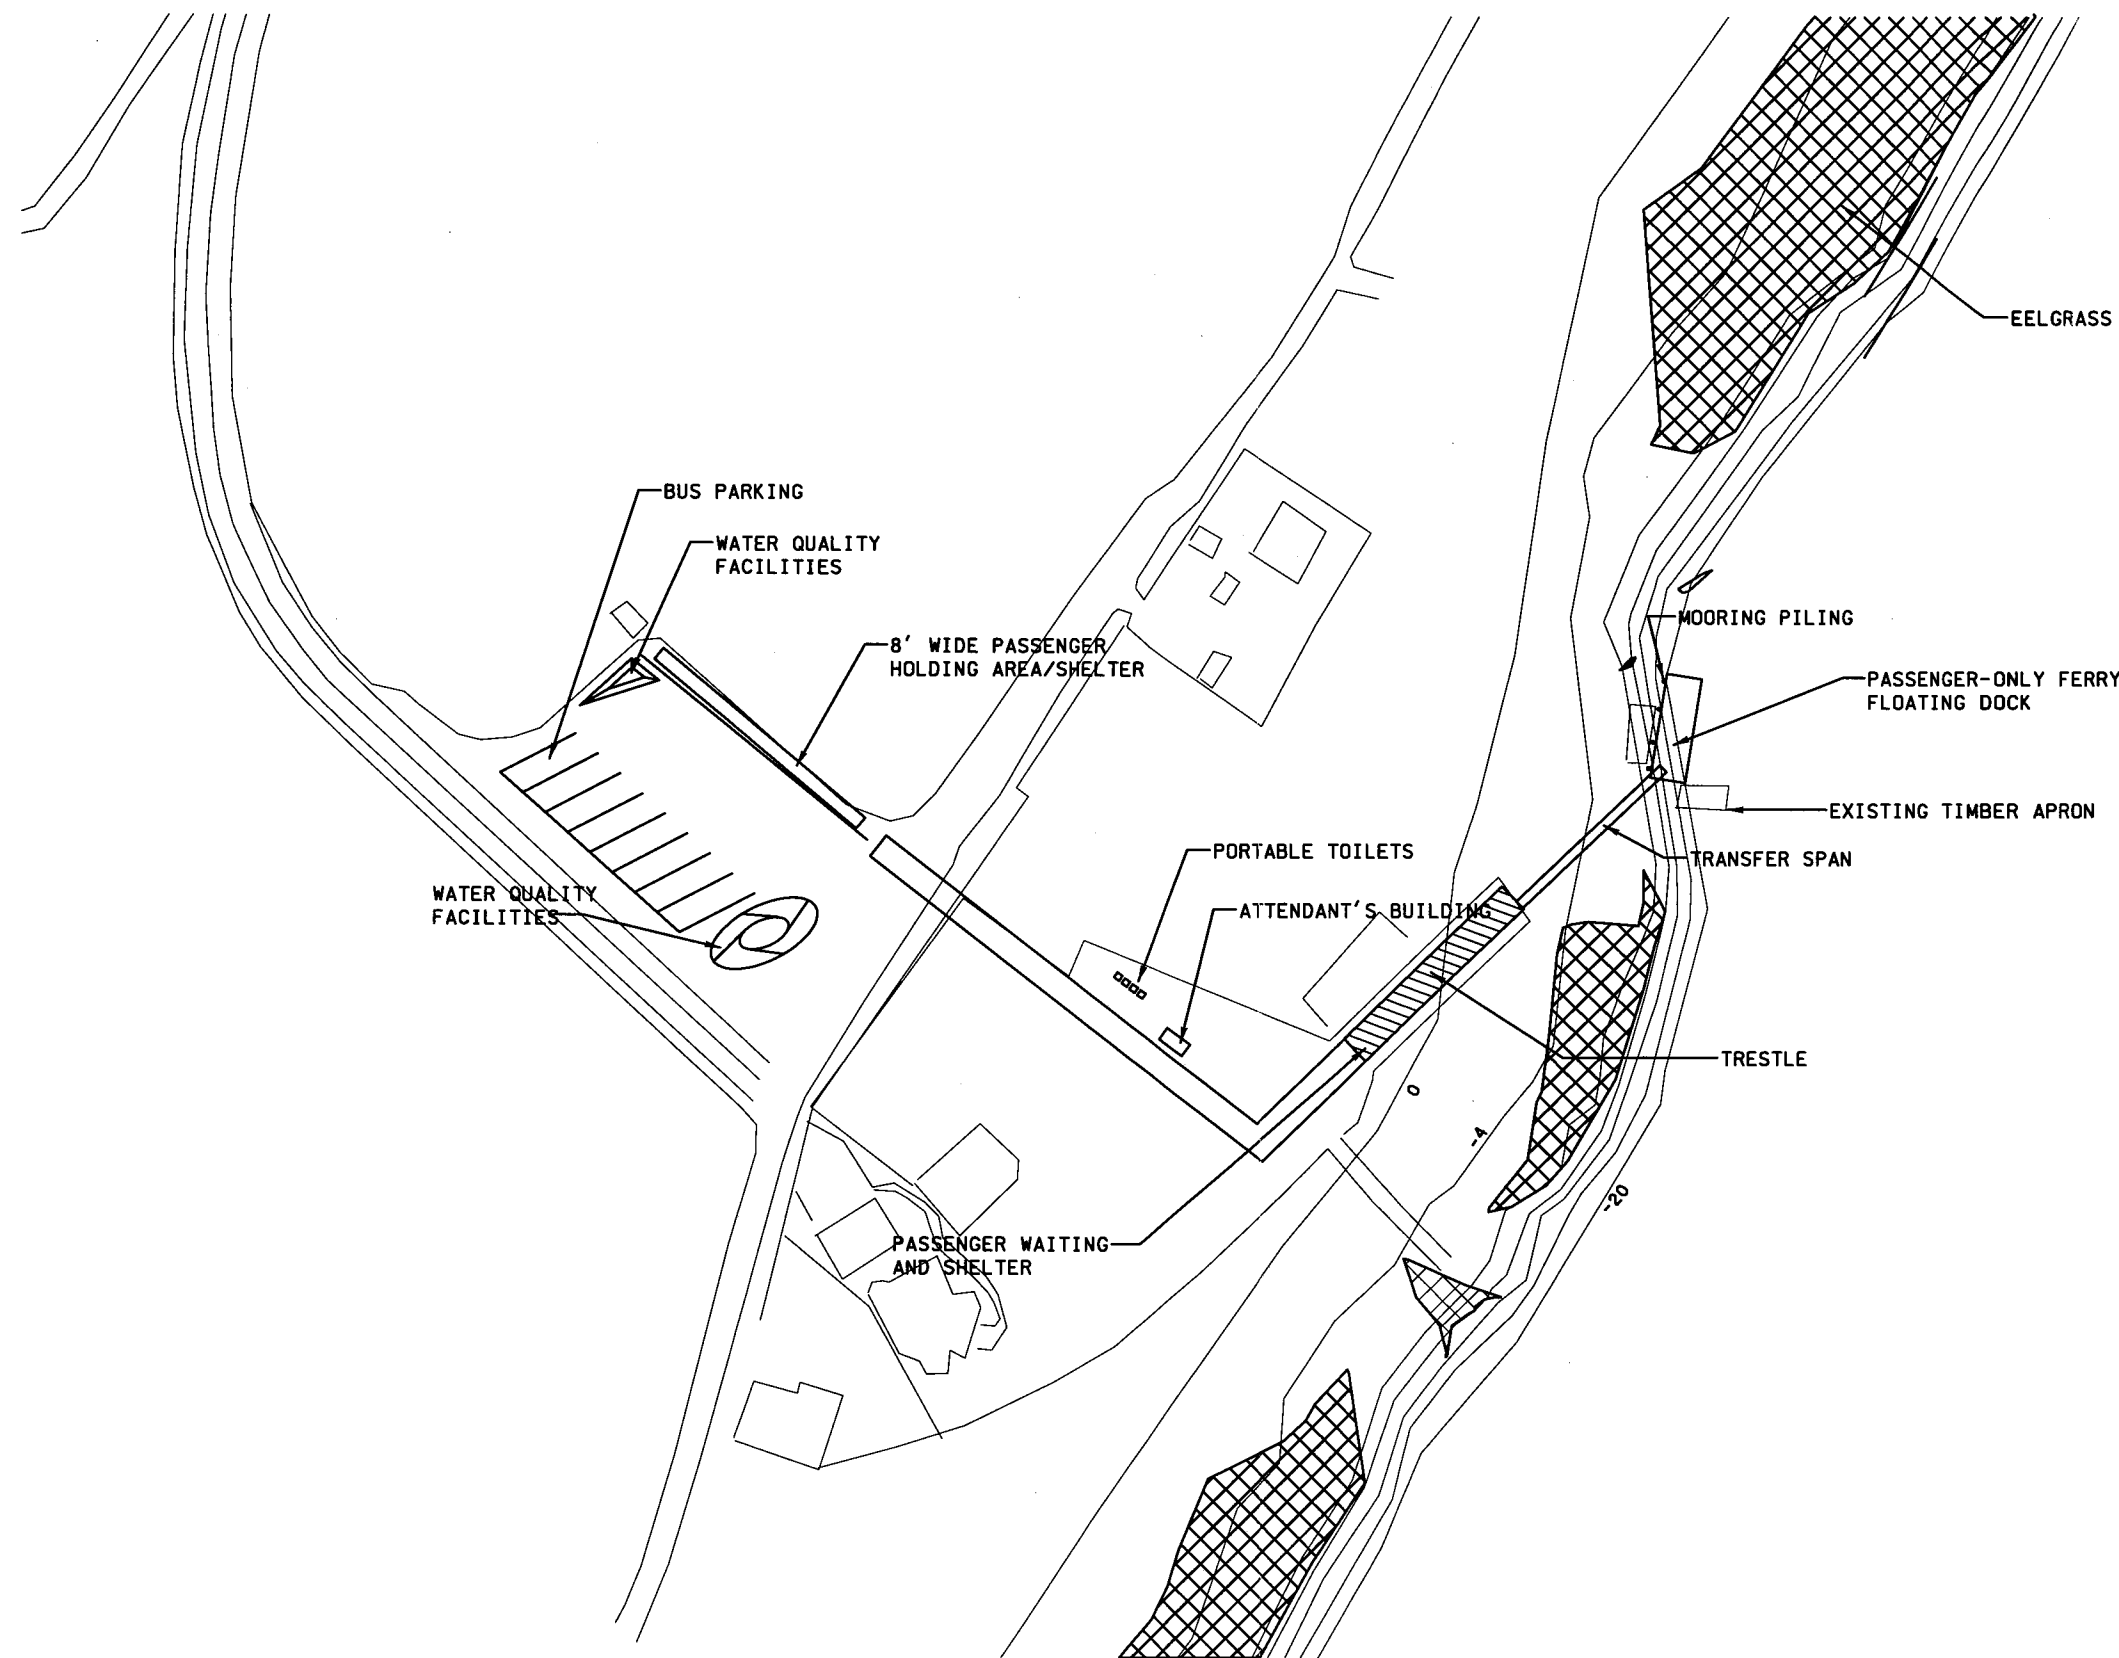 EELGRASS
BUS PARKING
WATER QUALITY
FACILITIES
MOORING PILING
8' WIDE PASSENGER
HOLDING AREA/SHELTER
PASSENGER-ONLY FERRY
FLOATING DOCK
EXISTING TIMBER APRON
PORTABLE TOILETS
TRANSFER SPAN
WATER QUALITY
FACILITIES
ATTENDANT'S BUILDING
TRESTLE
0
-4
-20
PASSENGER WAITING
AND SHELTER